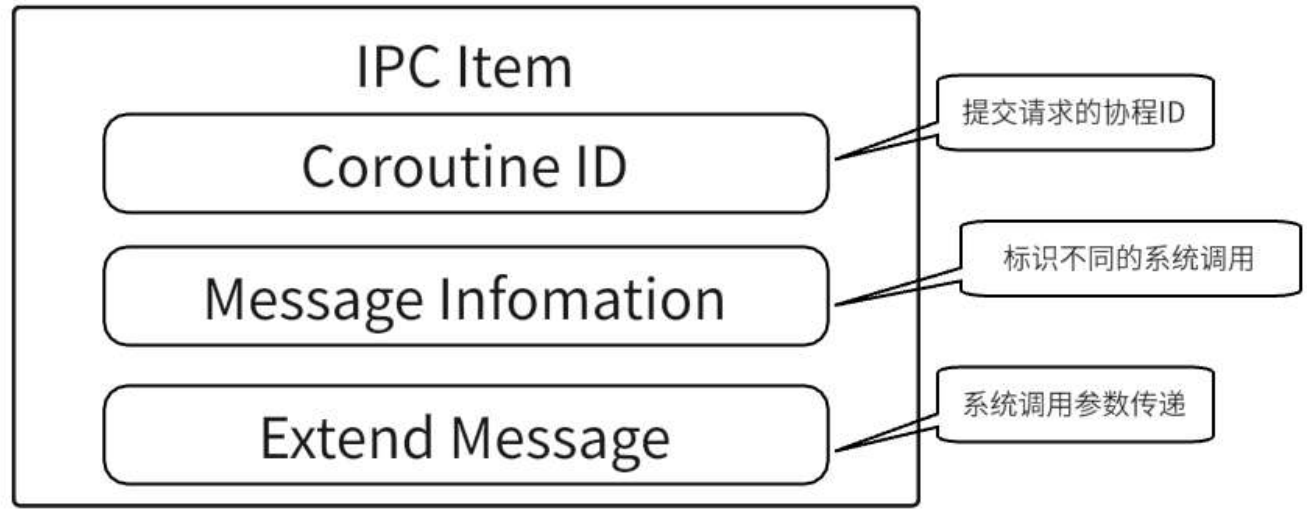 IPC Item
Coroutine ID
提交请求的协程ID
Message Infomation
标识不同的系统调用
Extend Message
系统调用参数传递